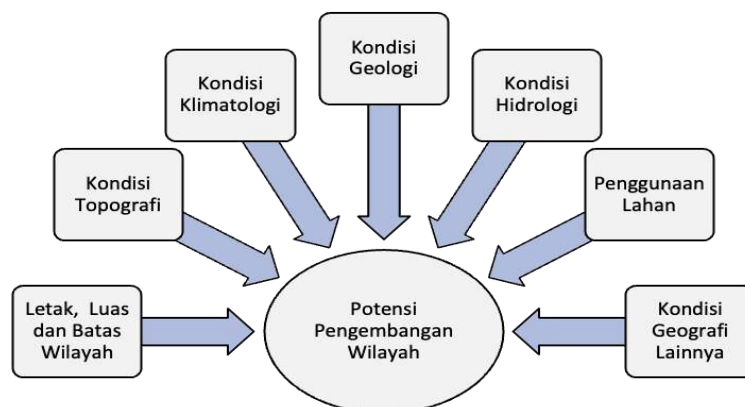 Kondisi
Geologi
Kondisi
Klimatologi
Kondisi
Hidrologi
Kondisi
Topografi
Penggunaan
Lahan
Letak, Luas
dan Batas
Wilayah
Potensi
Pengembangan
Wilayah
Kondisi
Geografi
Lainnya